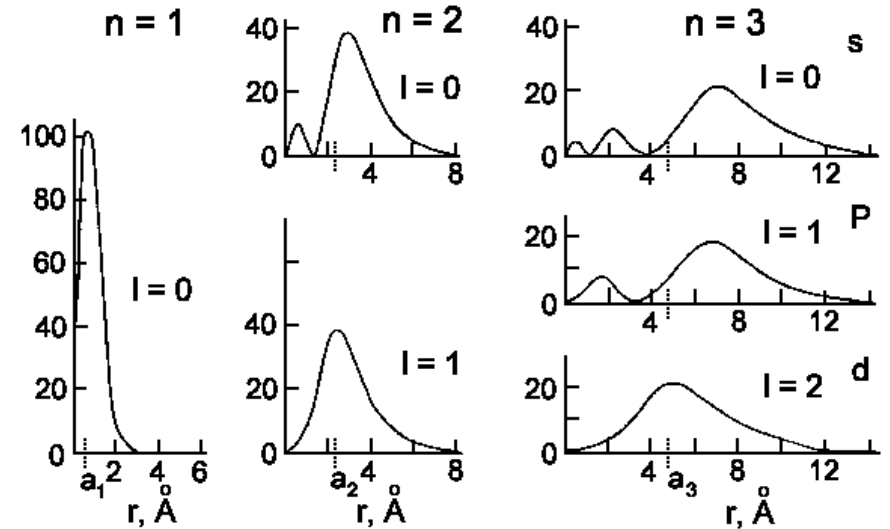 n = 1
100
80
60
40
20
0
l = 0
a1 2 4 6
r, Å
n = 2
40
20
0
l = 0
4 8
40
20
0
l = 1
a2 4 8
r, Å
n = 3
s
40
20
0
l = 0
4 8 12
P
20
0
l = 1
4 8 12
d
20
0
l = 2
4 a3 8 12
r, Å